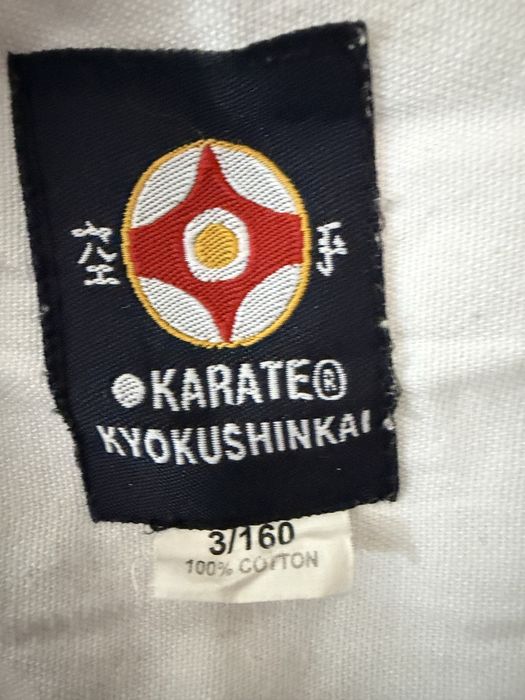 空手
●KARATE®
KYOKUSHINKAI
3/160
100% COTTON